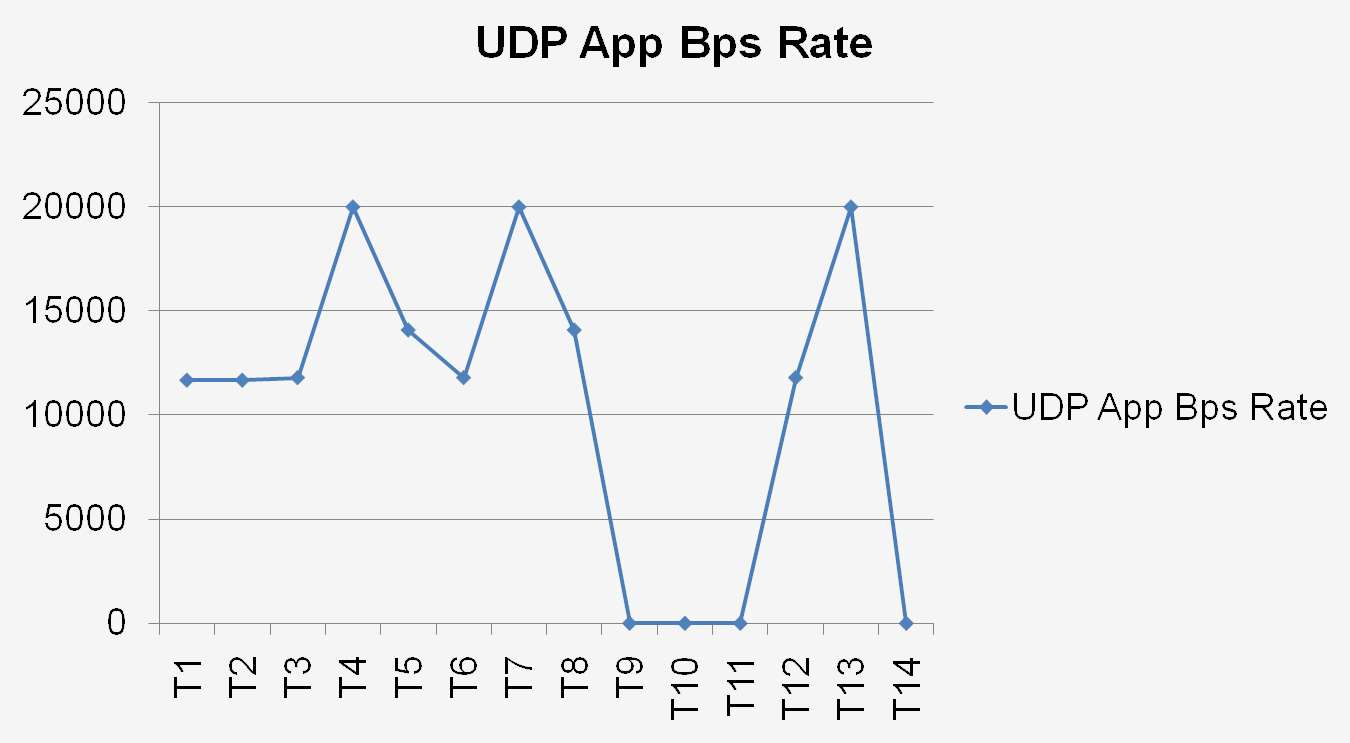 UDP App Bps Rate
25000
20000
15000
10000
5000
0
UDP App Bps Rate
T1 T2 T3 T4 T5 T6 T7 T8 T9 T10 T11 T12 T13 T14